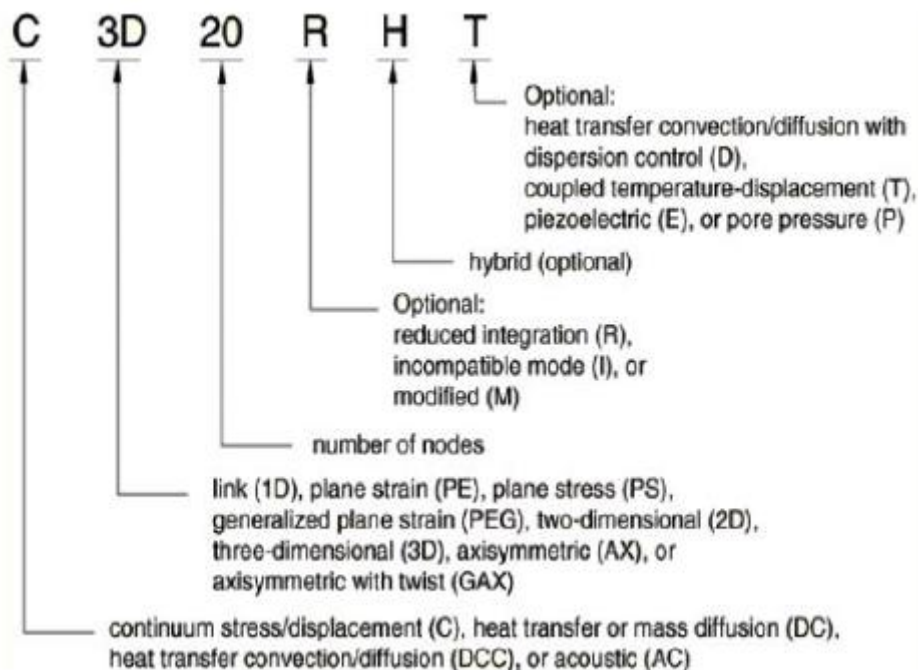 C 3D 20 R H T
Optional:
heat transfer convection/diffusion with
dispersion control (D),
coupled temperature-displacement (T),
piezoelectric (E), or pore pressure (P)
hybrid (optional)
Optional:
reduced integration (R),
incompatible mode (I), or
modified (M)
number of nodes
link (1D), plane strain (PE), plane stress (PS),
generalized plane strain (PEG), two-dimensional (2D),
three-dimensional (3D), axisymmetric (AX), or
axisymmetric with twist (GAX)
continuum stress/displacement (C), heat transfer or mass diffusion (DC),
heat transfer convection/diffusion (DCC), or acoustic (AC)